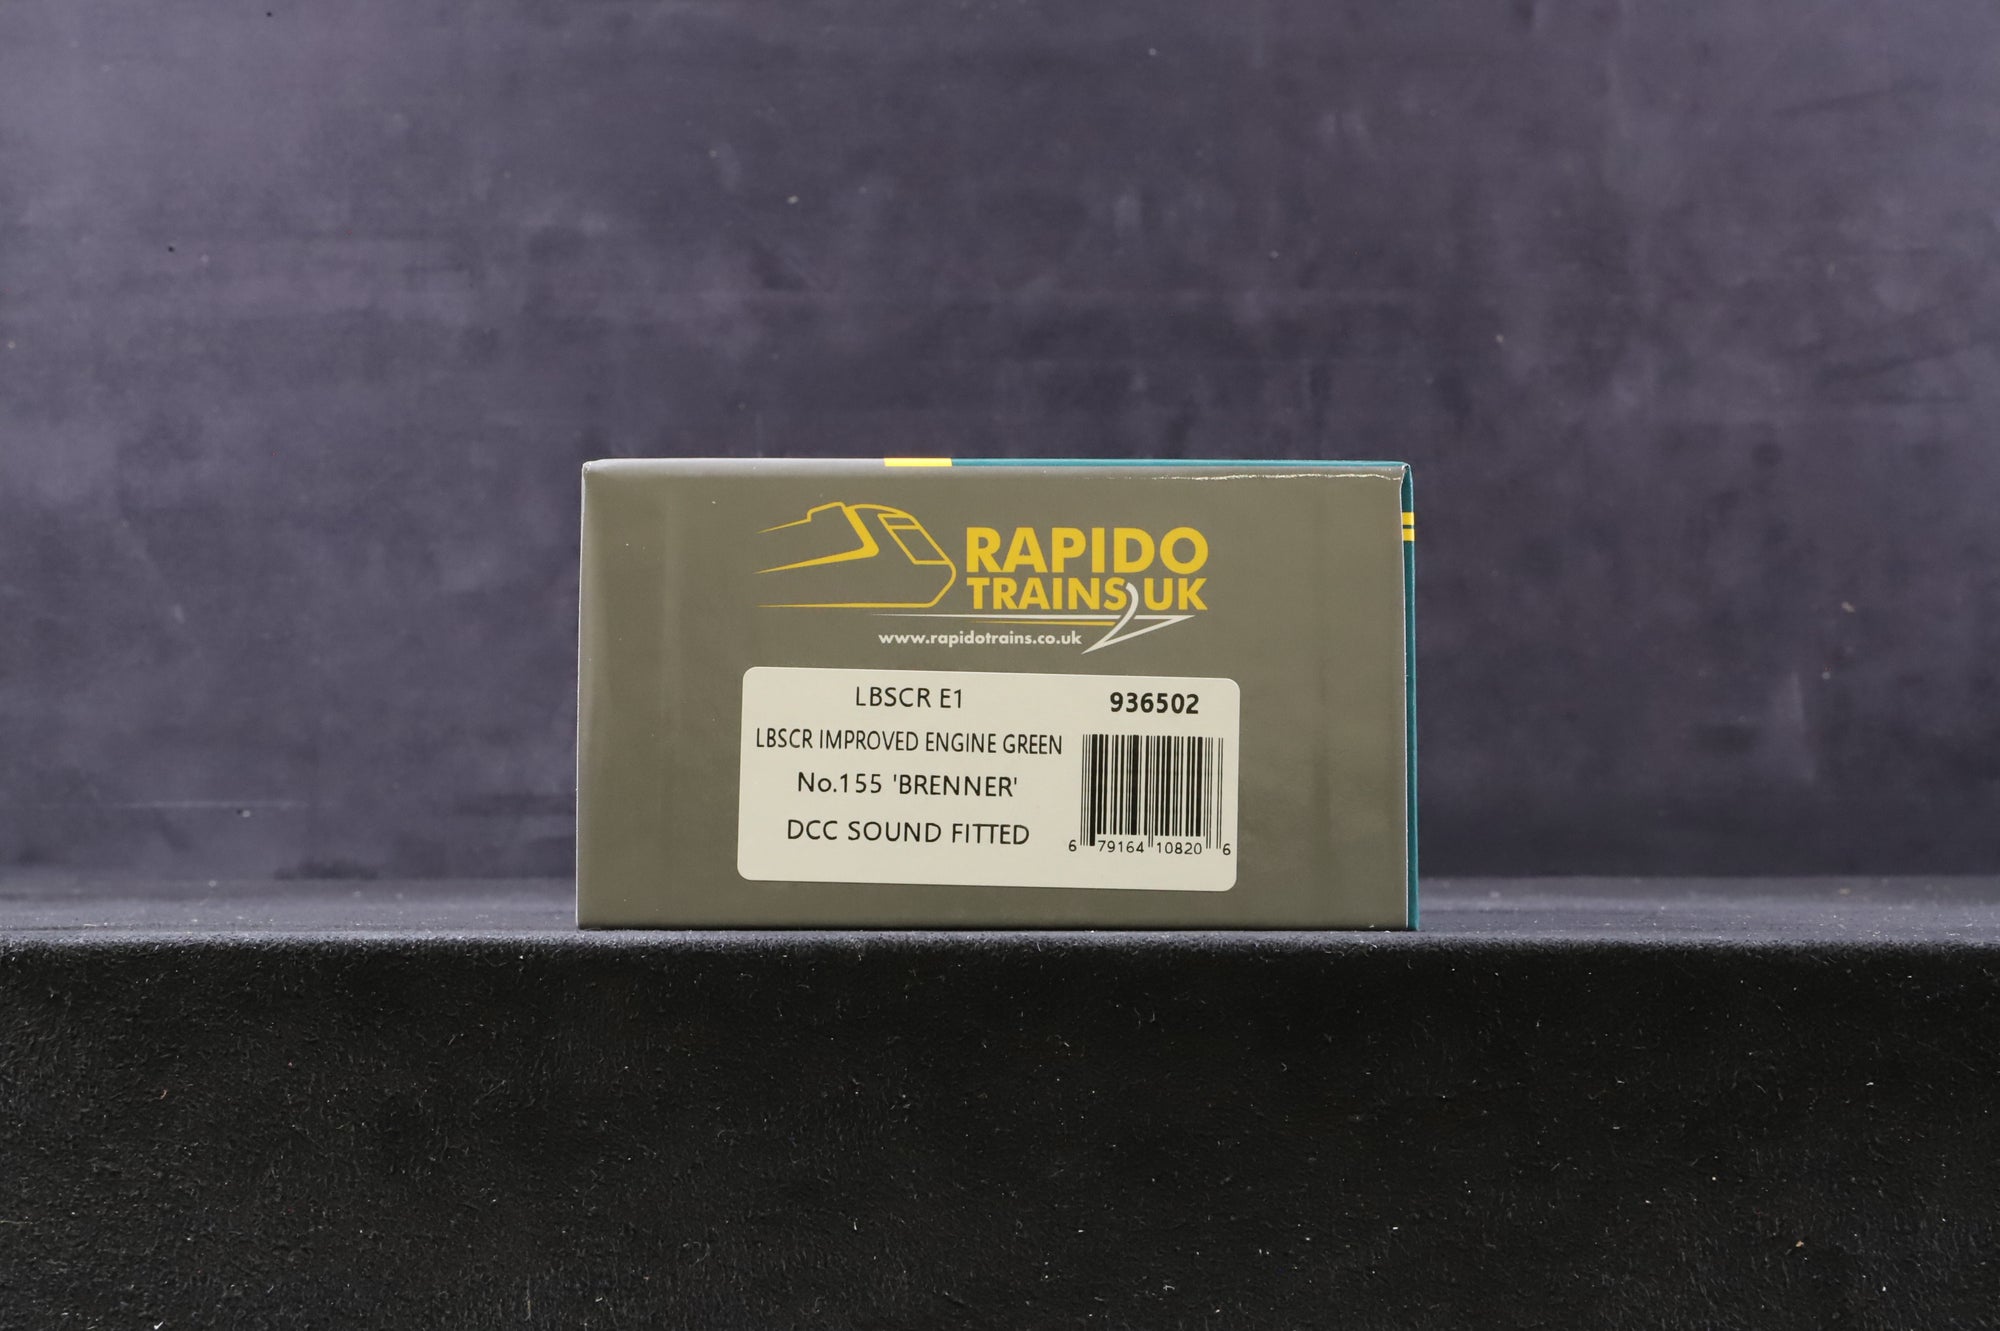 RAPIDO
TRAINS UK
www.rapidotrains.co.uk
LBSCR E1 936502
LBSCR IMPROVED ENGINE GREEN
No.155 'BRENNER'
DCC SOUND FITTED
6 79164 10820 6